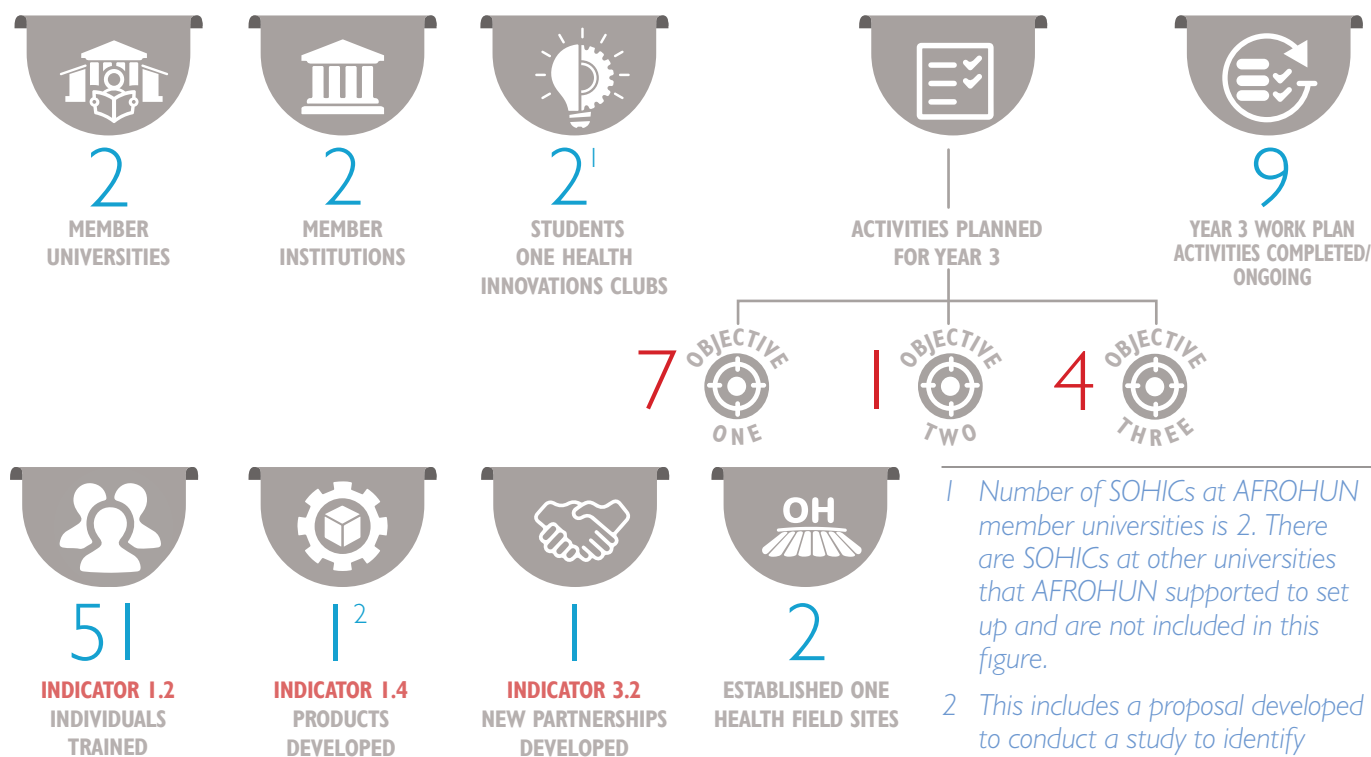 2
MEMBER
UNIVERSITIES
2
MEMBER
INSTITUTIONS
2¹
STUDENTS
ONE HEALTH
INNOVATIONS CLUBS
ACTIVITIES PLANNED
FOR YEAR 3
7
OBJECTIVE
ONE
1
OBJECTIVE
TWO
4
OBJECTIVE
THREE
9
YEAR 3 WORK PLAN
ACTIVITIES COMPLETED/
ONGOING
51
INDICATOR 1.2
INDIVIDUALS
TRAINED
1²
INDICATOR 1.4
PRODUCTS
DEVELOPED
1
INDICATOR 3.2
NEW PARTNERSHIPS
DEVELOPED
OH
2
ESTABLISHED ONE
HEALTH FIELD SITES
1 Number of SOHICs at AFROHUN
member universities is 2. There
are SOHICs at other universities
that AFROHUN supported to set
up and are not included in this
figure.
2 This includes a proposal developed
to conduct a study to identify